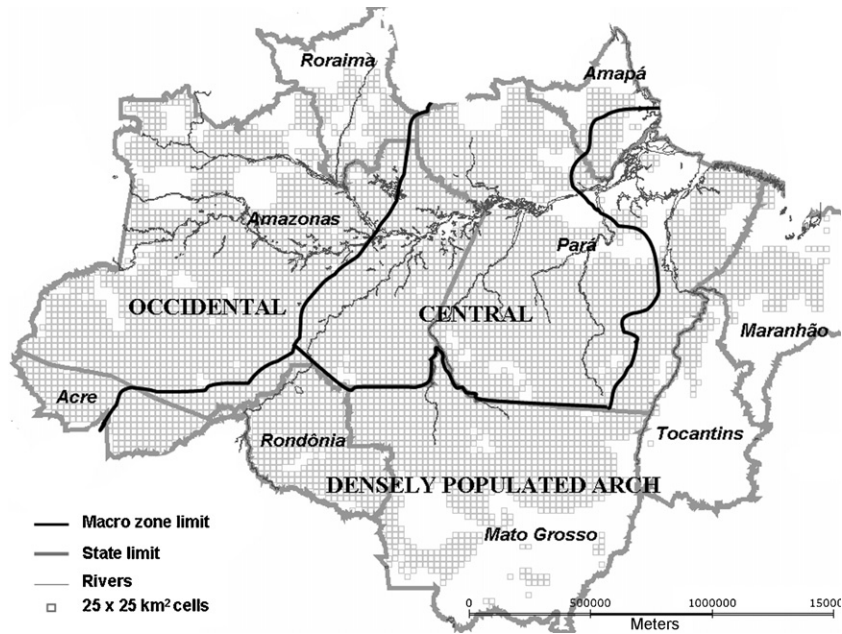 Roraima
Amapá
Amazonas
Pará
OCCIDENTAL
CENTRAL
Maranhão
Acre
Rondônia
Tocantins
DENSELY POPULATED ARCH
Mato Grosso
Macro zone limit
State limit
Rivers
25 x 25 km² cells
0 500000 1000000 15000
Meters